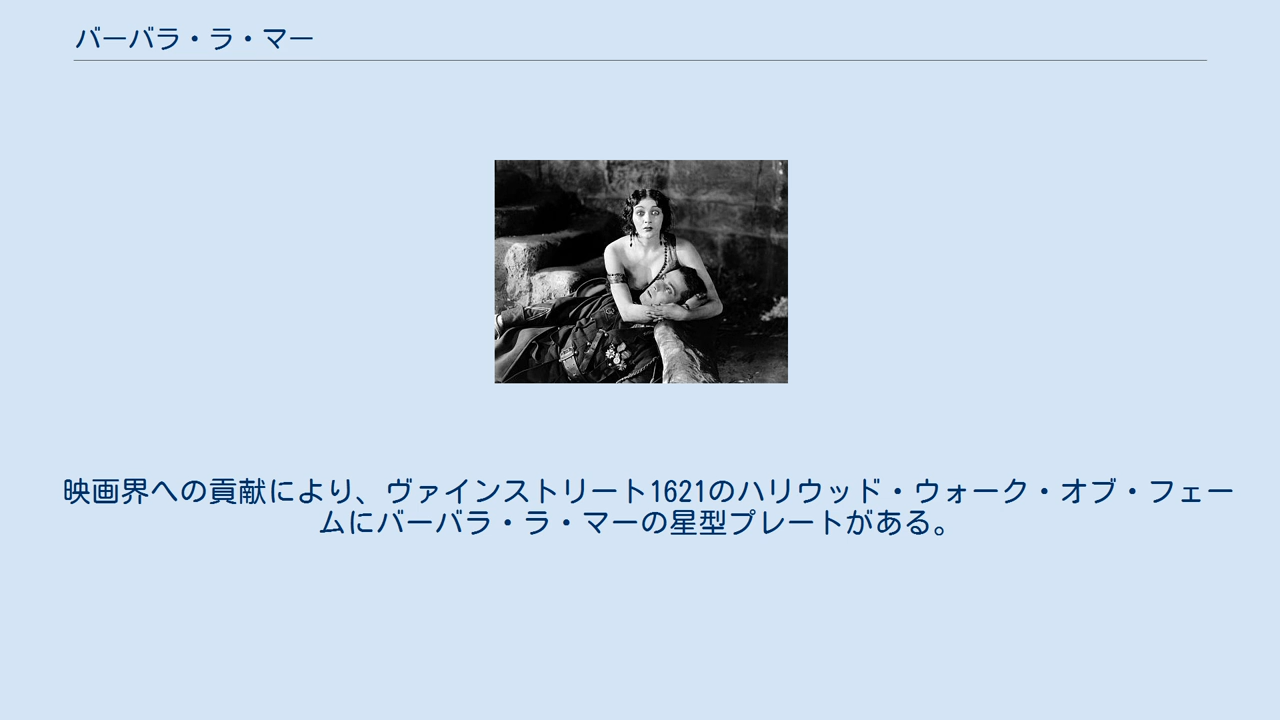 バーバラ・ラ・マー
映画界への貢献により、ヴァインストリート1621のハリウッド・ウォーク・オブ・フェー
ムにバーバラ・ラ・マーの星型プレートがある。